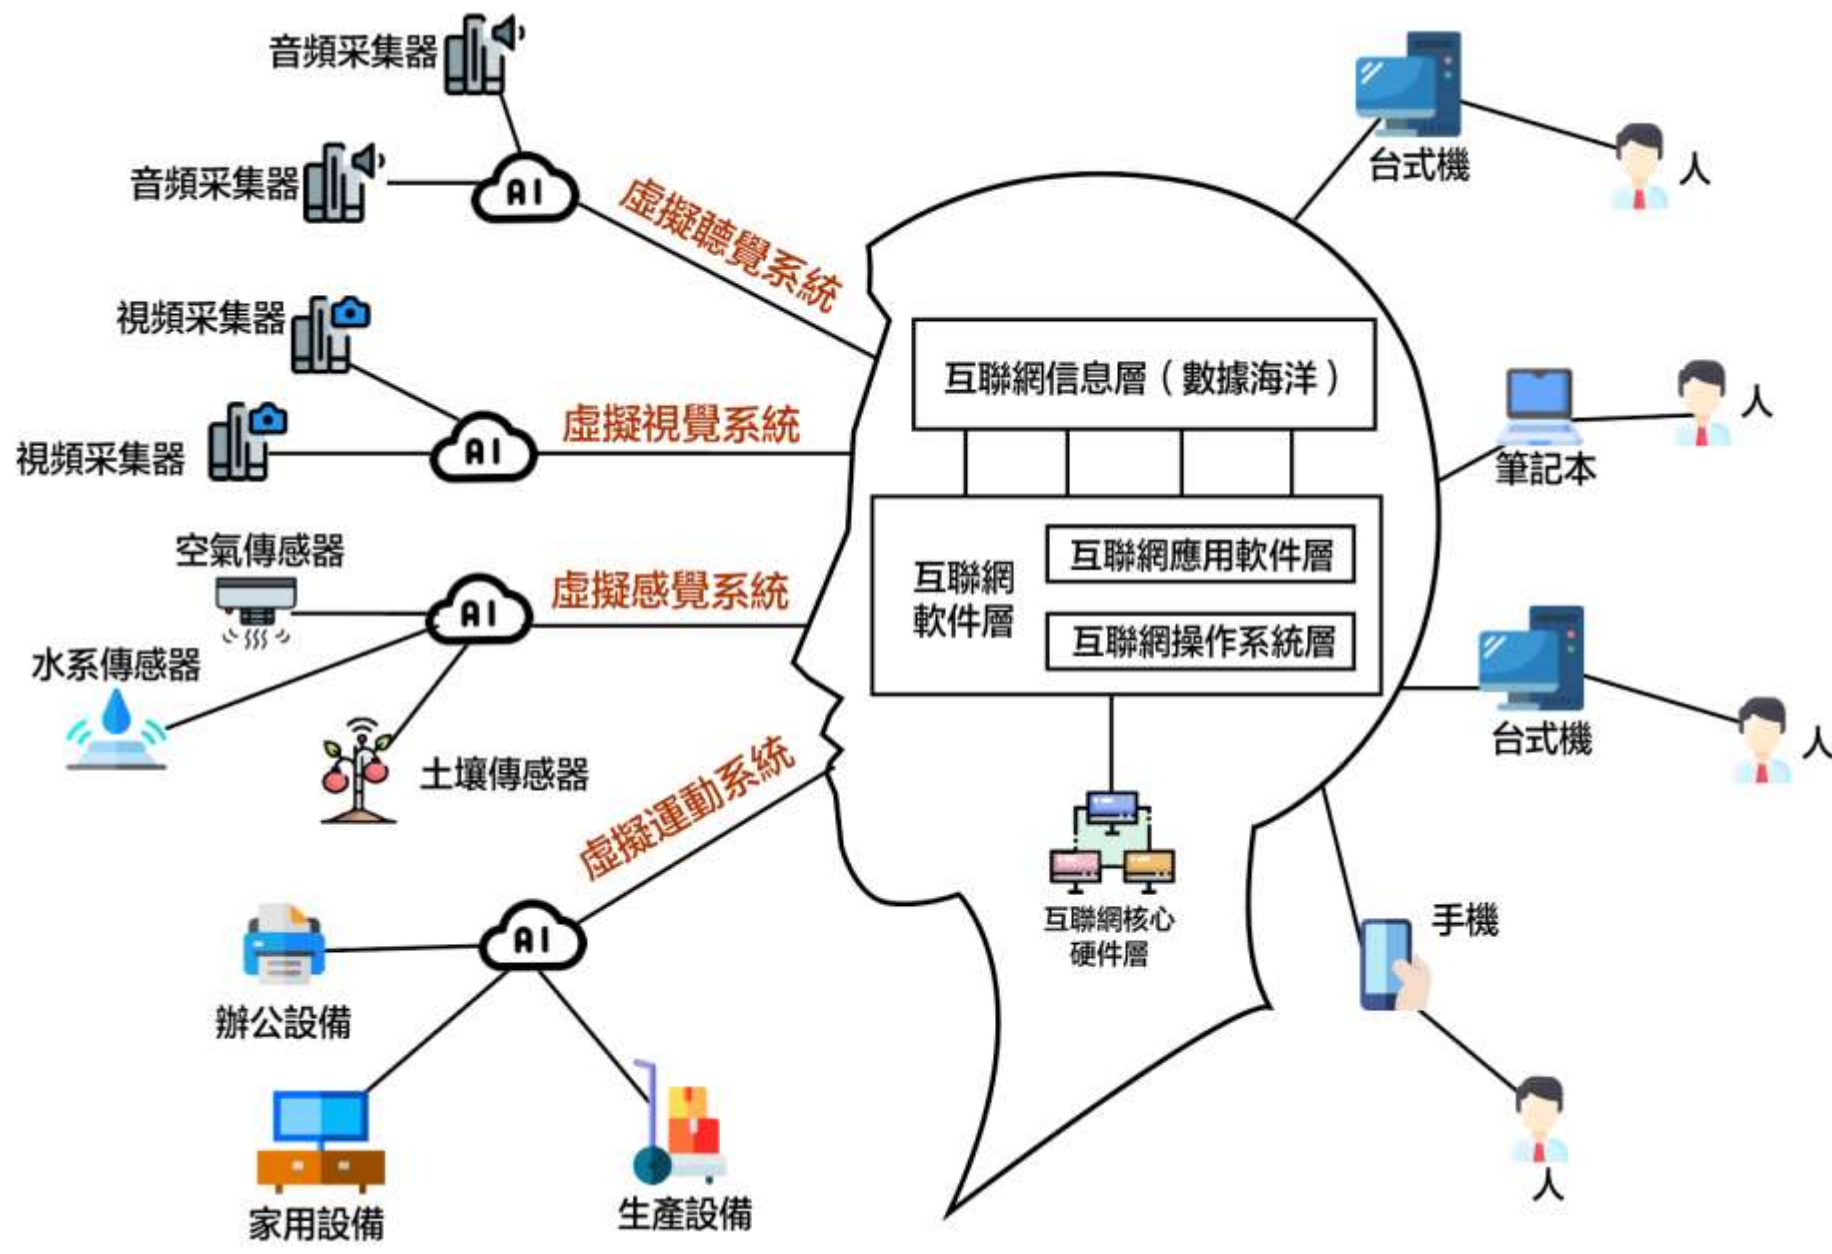 音頻采集器
音頻采集器
AI
虛擬聽覺系統
視頻采集器
視頻采集器
AI
虛擬視覺系統
空氣傳感器
水系傳感器
土壤傳感器
AI
虛擬感覺系統
虛擬運動系統
AI
辦公設備
家用設備
生產設備
互聯網信息層（數據海洋）
互聯網
軟件層
互聯網應用軟件層
互聯網操作系統層
互聯網核心
硬件層
台式機
人
筆記本
人
台式機
人
手機
人